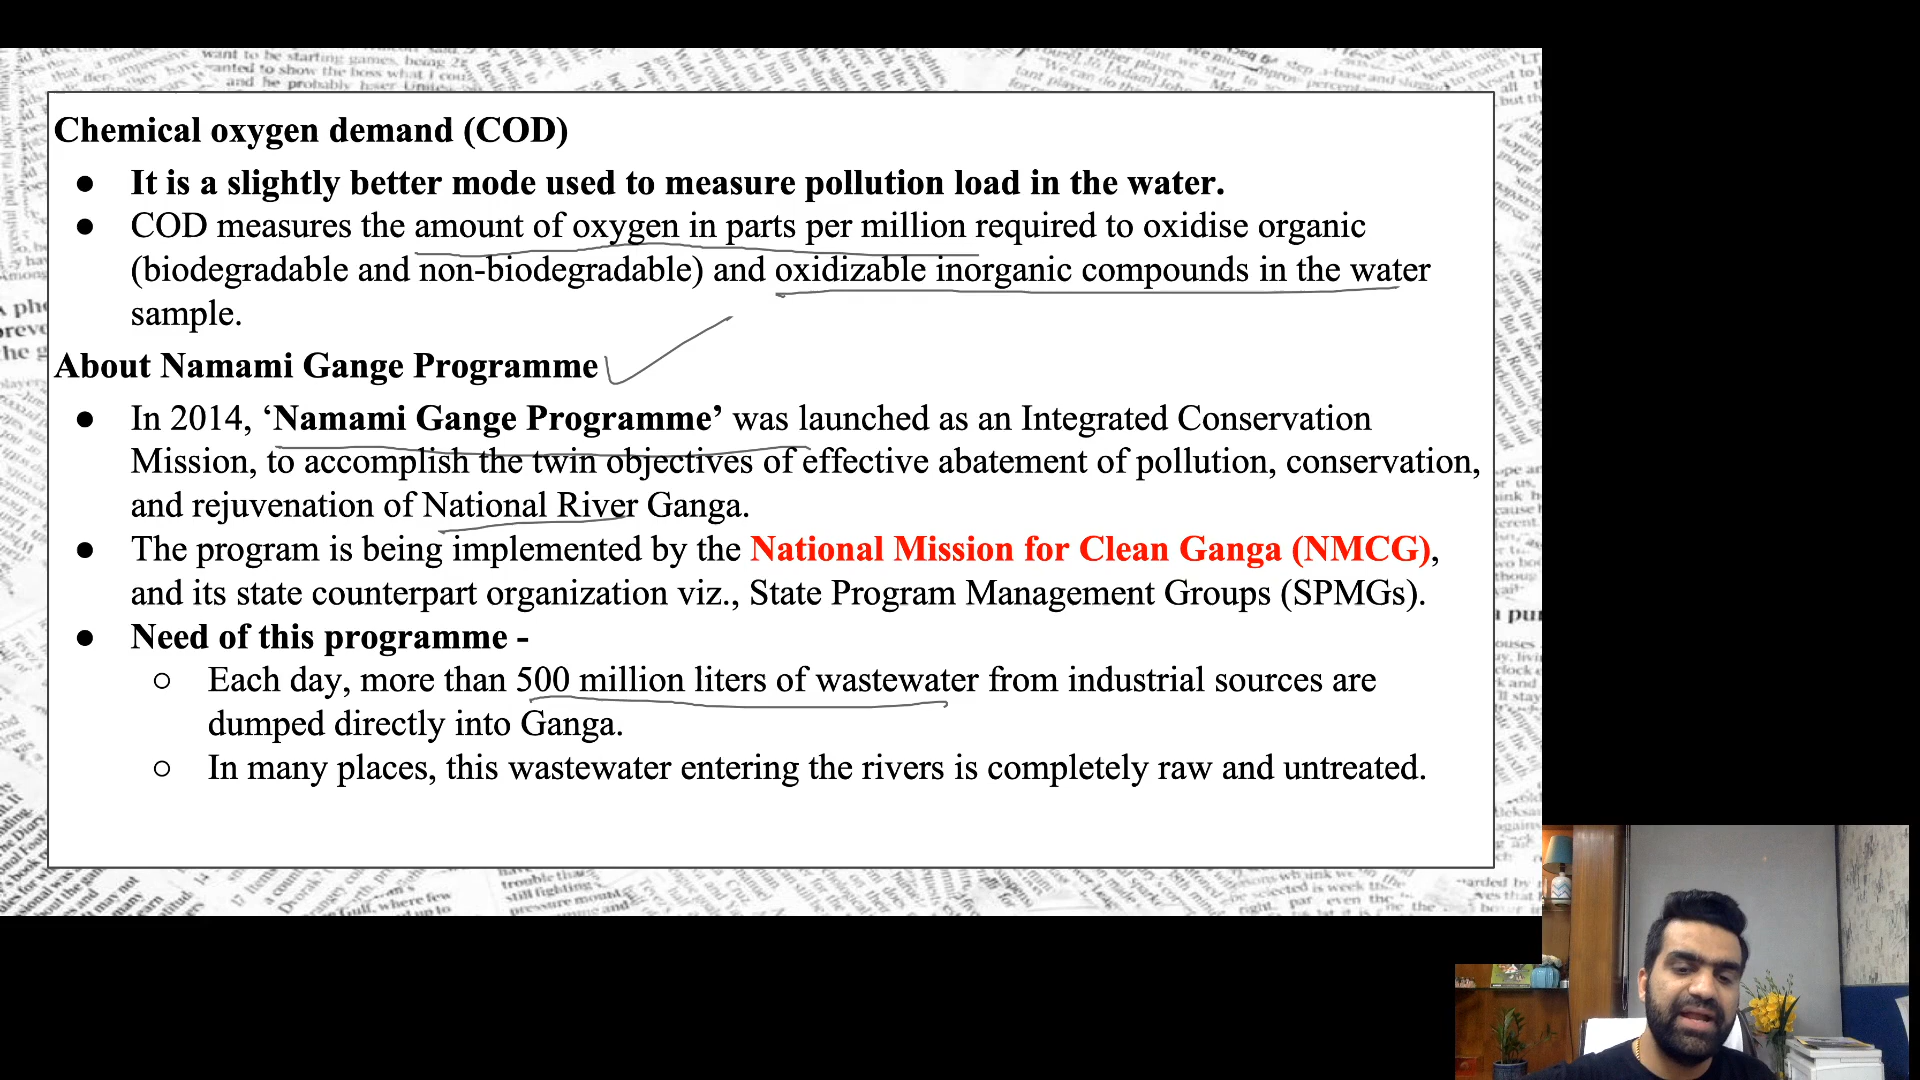 Chemical oxygen demand (COD)
● It is a slightly better mode used to measure pollution load in the water.
● COD measures the amount of oxygen in parts per million required to oxidise organic
(biodegradable and non-biodegradable) and oxidizable inorganic compounds in the water
sample.
About Namami Gange Programme
● In 2014, ‘Namami Gange Programme’ was launched as an Integrated Conservation
Mission, to accomplish the twin objectives of effective abatement of pollution, conservation,
and rejuvenation of National River Ganga.
● The program is being implemented by the National Mission for Clean Ganga (NMCG),
and its state counterpart organization viz., State Program Management Groups (SPMGs).
● Need of this programme -
○ Each day, more than 500 million liters of wastewater from industrial sources are
dumped directly into Ganga.
○ In many places, this wastewater entering the rivers is completely raw and untreated.